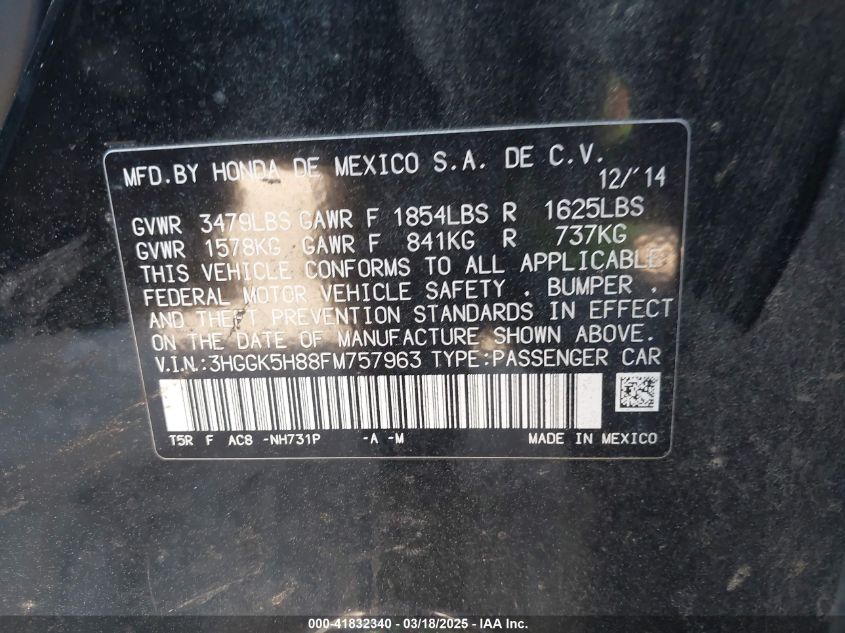 MFD.BY HONDA DE MEXICO S.A. DE C.V.
12/'14
GVWR 3479LBS GAWR F 1854LBS R 1625LBS
GVWR 1578KG GAWR F 841KG R 737KG
THIS VEHICLE CONFORMS TO ALL APPLICABLE
FEDERAL MOTOR VEHICLE SAFETY , BUMPER ,
AND THEFT PREVENTION STANDARDS IN EFFECT
ON THE DATE OF MANUFACTURE SHOWN ABOVE.
V.I.N.:3HGGK5H88FM757963 TYPE:PASSENGER CAR
T5R F AC8 -NH731P -A -M MADE IN MEXICO
000-41832340 - 03/18/2025 - IAA, Inc.